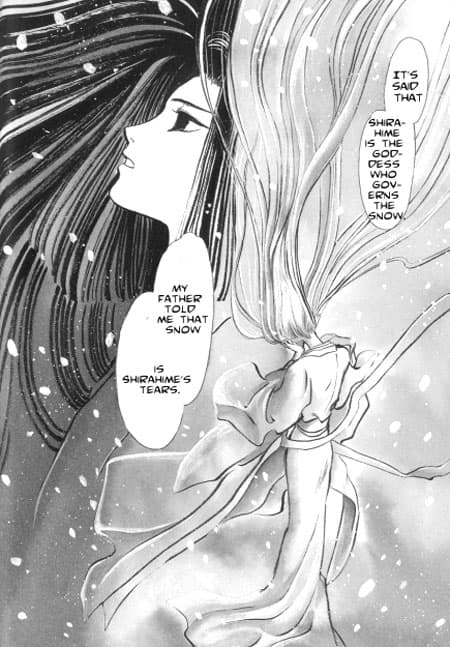 IT'S
SAID
THAT
SHIRA-
HIME
IS THE
GOD-
DESS
WHO
GOV-
ERNS
THE
SNOW.
MY
FATHER
TOLD
ME THAT
SNOW
IS
SHIRAHIME'S
TEARS.